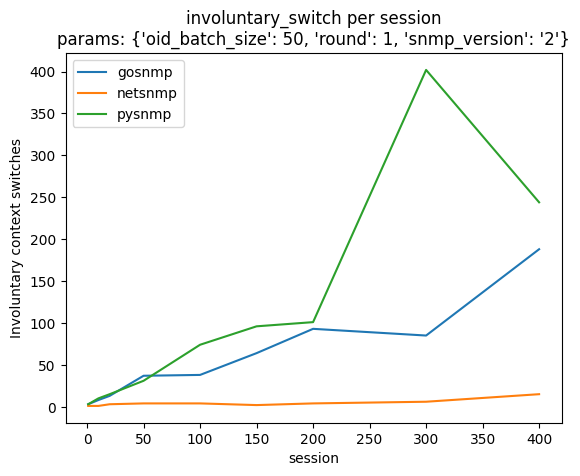 involuntary_switch per session
params: {'oid_batch_size': 50, 'round': 1, 'snmp_version': '2'}
gosnmp
netsnmp
pysnmp
Involuntary context switches
400
350
300
250
200
150
100
50
0
0 50 100 150 200 250 300 350 400
session